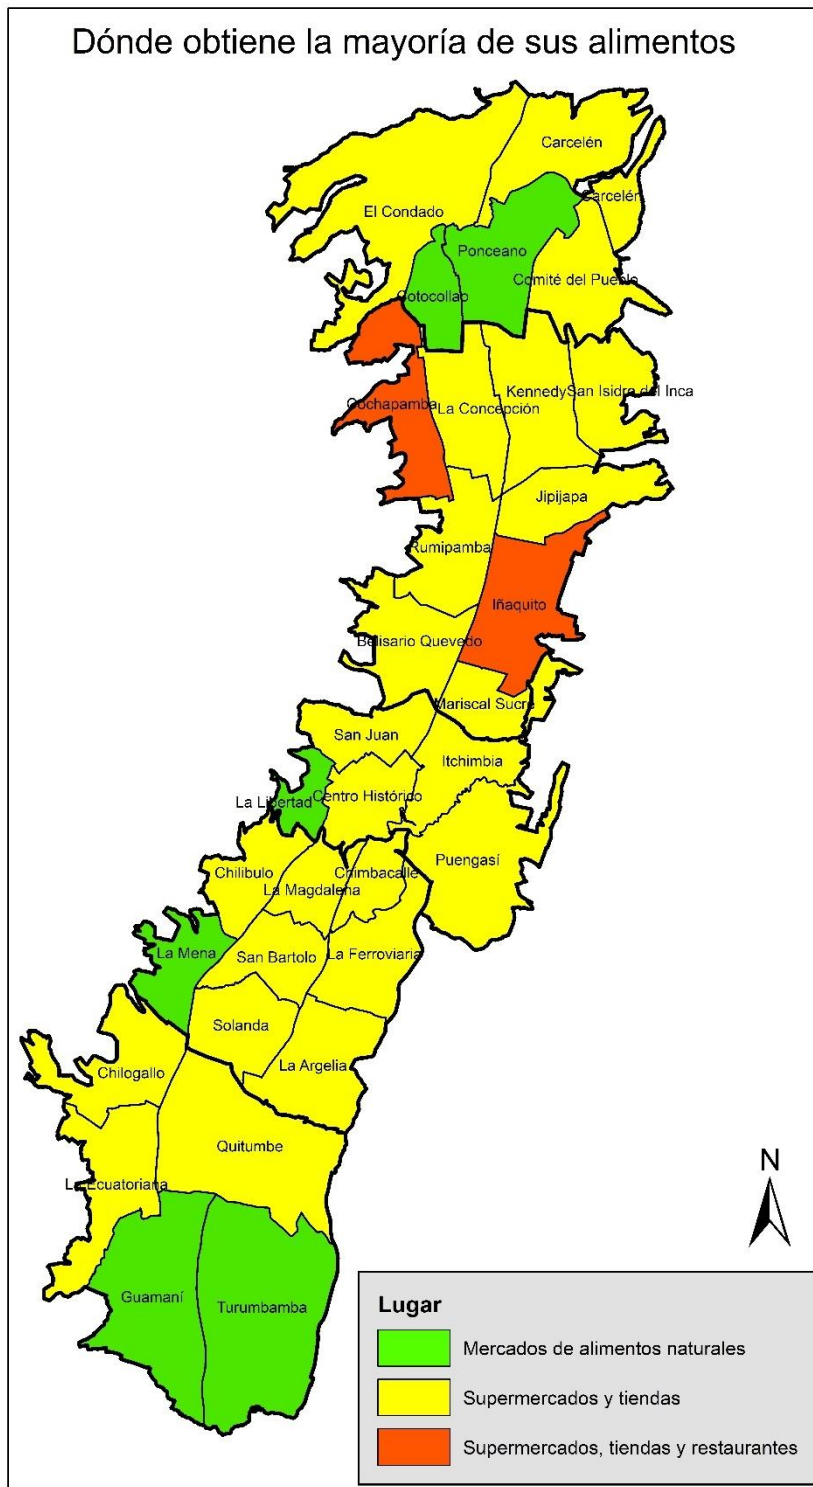 Dónde obtiene la mayoría de sus alimentos
Carcelén
Carcelén
El Condado
Ponceano
Comité del Pueblo
Cotocollao
Kennedy
San Isidro del Inca
Cochapamba
La Concepción
Jipijapa
Rumipamba
Iñaquito
Belisario Quevedo
Mariscal Sucre
San Juan
Itchimbia
La Libertad
Centro Histórico
Puengasí
Chilibulo
Chimbacalle
La Magdalena
La Mena
San Bartolo
La Ferroviaria
Solanda
La Argelia
Chilogallo
Quitumbe
La Ecuatoriana
N
Guamaní
Turumbamba
Lugar
Mercados de alimentos naturales
Supermercados y tiendas
Supermercados, tiendas y restaurantes